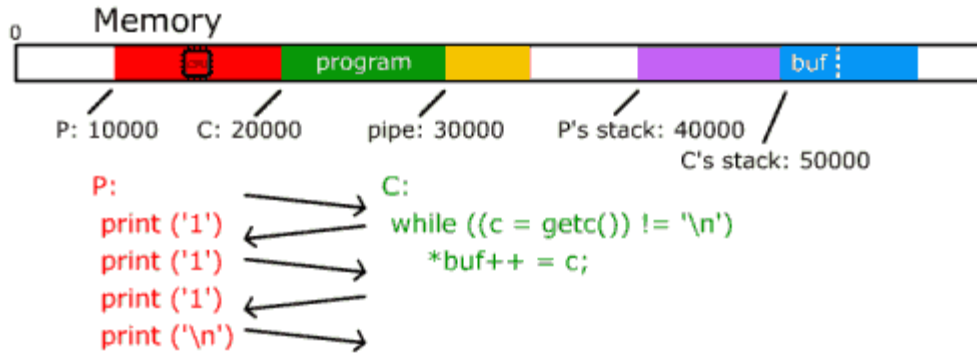 Memory
0
CPU
program
buf
P: 10000
C: 20000
pipe: 30000
P's stack: 40000
C's stack: 50000
P:
C:
print ('1')
while ((c = getc()) != '\n')
print ('1')
*buf++ = c;
print ('1')
print ('\n')